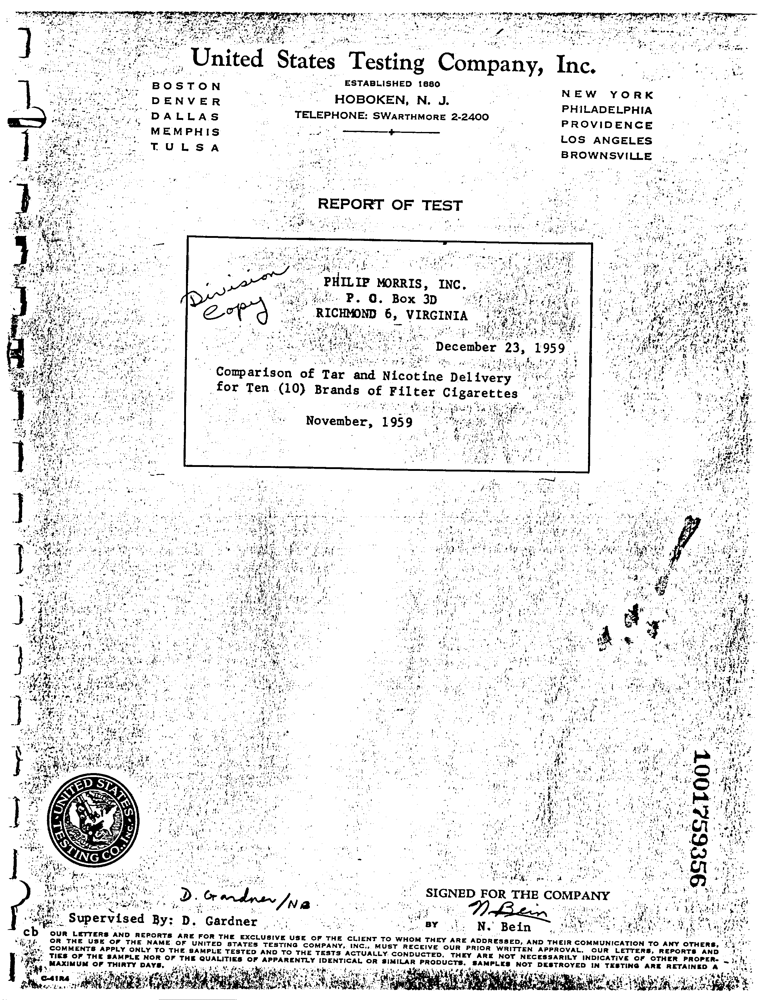 United States Testing Company, Inc.
ESTABLISHED 1880
HOBOKEN, N. J.
TELEPHONE: SWARTHMORE 2-2400
BOSTON
DENVER
DALLAS
MEMPHIS
TULSA
NEW YORK
PHILADELPHIA
PROVIDENCE
LOS ANGELES
BROWNSVILLE
REPORT OF TEST
Division
Copy
PHILIP MORRIS, INC.
P. O. Box 3D
RICHMOND 6, VIRGINIA
December 23, 1959
Comparison of Tar and Nicotine Delivery
for Ten (10) Brands of Filter Cigarettes
November, 1959
1001759356
UNITED STATES
TESTING CO. INC.
D. Gardner/NB
Supervised By: D. Gardner
SIGNED FOR THE COMPANY
N. Bein
BY N. Bein
cb
OUR LETTERS AND REPORTS ARE FOR THE EXCLUSIVE USE OF THE CLIENT TO WHOM THEY ARE ADDRESSED, AND THEIR COMMUNICATION TO ANY OTHERS,
OR THE USE OF THE NAME OF UNITED STATES TESTING COMPANY, INC., MUST RECEIVE OUR PRIOR WRITTEN APPROVAL. OUR LETTERS, REPORTS AND
COMMENTS APPLY ONLY TO THE SAMPLE TESTED AND TO THE TESTS ACTUALLY CONDUCTED. THEY ARE NOT NECESSARILY INDICATIVE OF OTHER PROPER-
TIES OF THE SAMPLE NOR OF THE QUALITIES OF APPARENTLY IDENTICAL OR SIMILAR PRODUCTS. SAMPLES NOT DESTROYED IN TESTING ARE RETAINED A
MAXIMUM OF THIRTY DAYS.
C-41R4